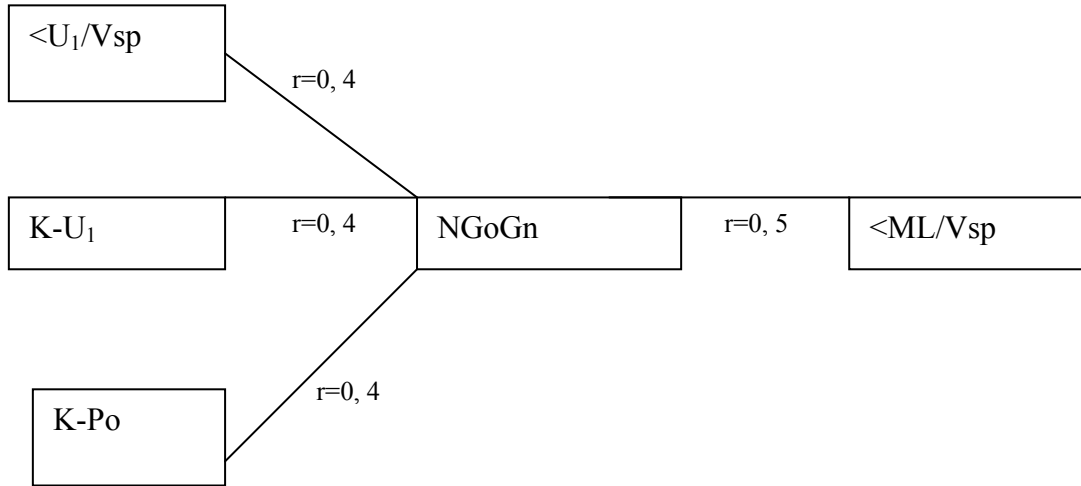 <U₁/Vsp
r=0, 4
K-U₁
r=0, 4
NGoGn
r=0, 5
<ML/Vsp
r=0, 4
K-Po